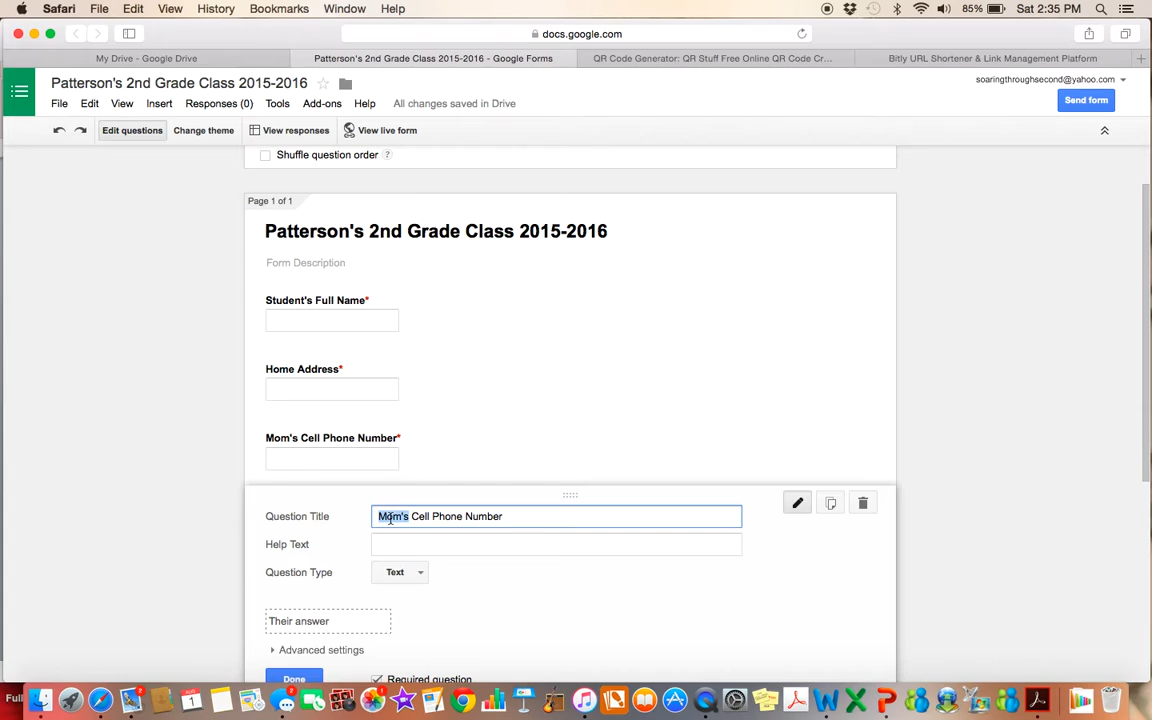 Safari File Edit View History Bookmarks Window Help 85% Sat 2:35 PM
docs.google.com
My Drive - Google Drive Patterson's 2nd Grade Class 2015-2016 - Google Forms QR Code Generator: QR Stuff Free Online QR Code Cr... Bitly URL Shortener & Link Management Platform
Patterson's 2nd Grade Class 2015-2016 soaringthroughsecond@yahoo.com
File Edit View Insert Responses (0) Tools Add-ons Help All changes saved in Drive Send form
Edit questions Change theme View responses View live form
Shuffle question order ?
Page 1 of 1
Patterson's 2nd Grade Class 2015-2016
Form Description
Student's Full Name*
Home Address*
Mom's Cell Phone Number*
Question Title Mom's Cell Phone Number
Help Text
Question Type Text
Their answer
Advanced settings
Done Required question
Full